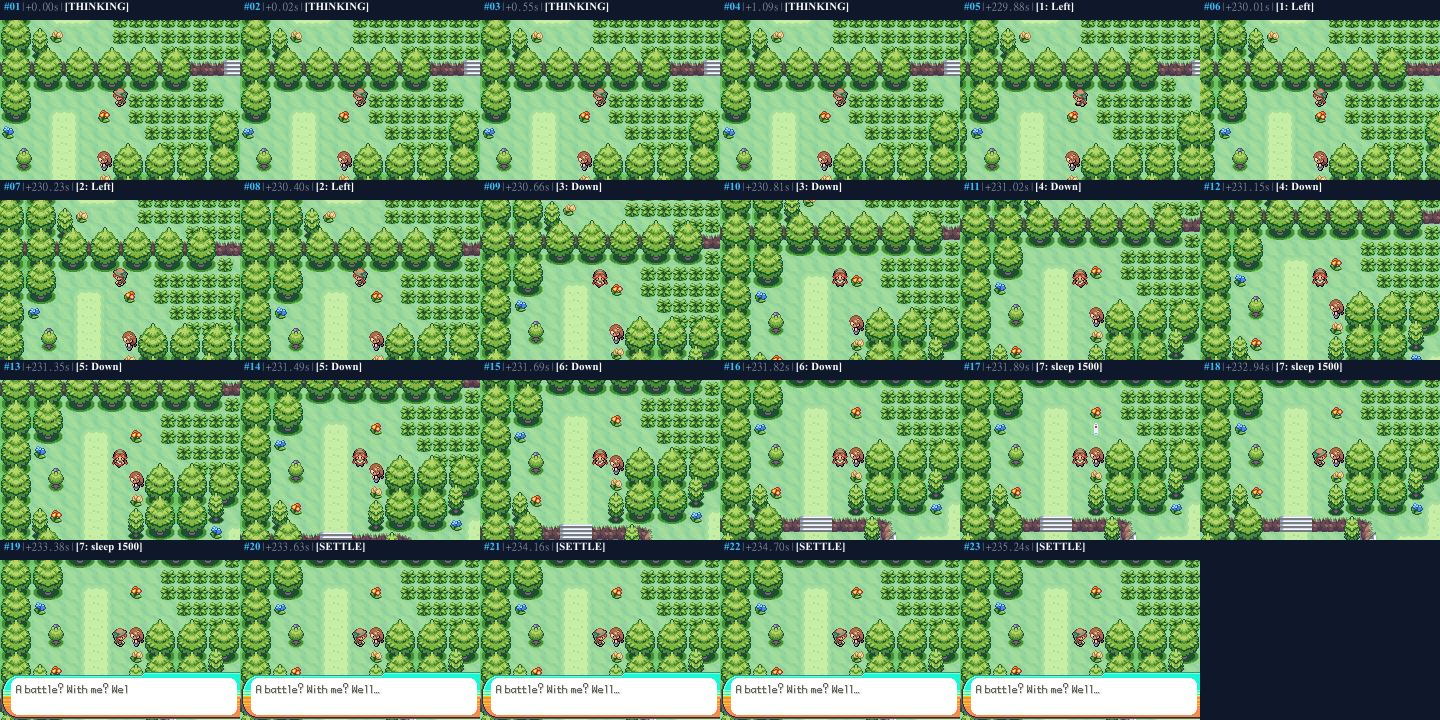 #01 | +0.00s | [THINKING]
#02 | +0.02s | [THINKING]
#03 | +0.55s | [THINKING]
#04 | +1.09s | [THINKING]
#05 | +229.88s | [1: Left]
#06 | +230.01s | [1: Left]
#07 | +230.23s | [2: Left]
#08 | +230.40s | [2: Left]
#09 | +230.66s | [3: Down]
#10 | +230.81s | [3: Down]
#11 | +231.02s | [4: Down]
#12 | +231.15s | [4: Down]
#13 | +231.35s | [5: Down]
#14 | +231.49s | [5: Down]
#15 | +231.69s | [6: Down]
#16 | +231.82s | [6: Down]
#17 | +231.89s | [7: sleep 1500]
#18 | +232.94s | [7: sleep 1500]
#19 | +233.38s | [7: sleep 1500]
#20 | +233.63s | [SETTLE]
#21 | +234.16s | [SETTLE]
#22 | +234.70s | [SETTLE]
#23 | +235.24s | [SETTLE]
A battle? With me? Wel
A battle? With me? Well...
A battle? With me? Well...
A battle? With me? Well...
A battle? With me? Well...